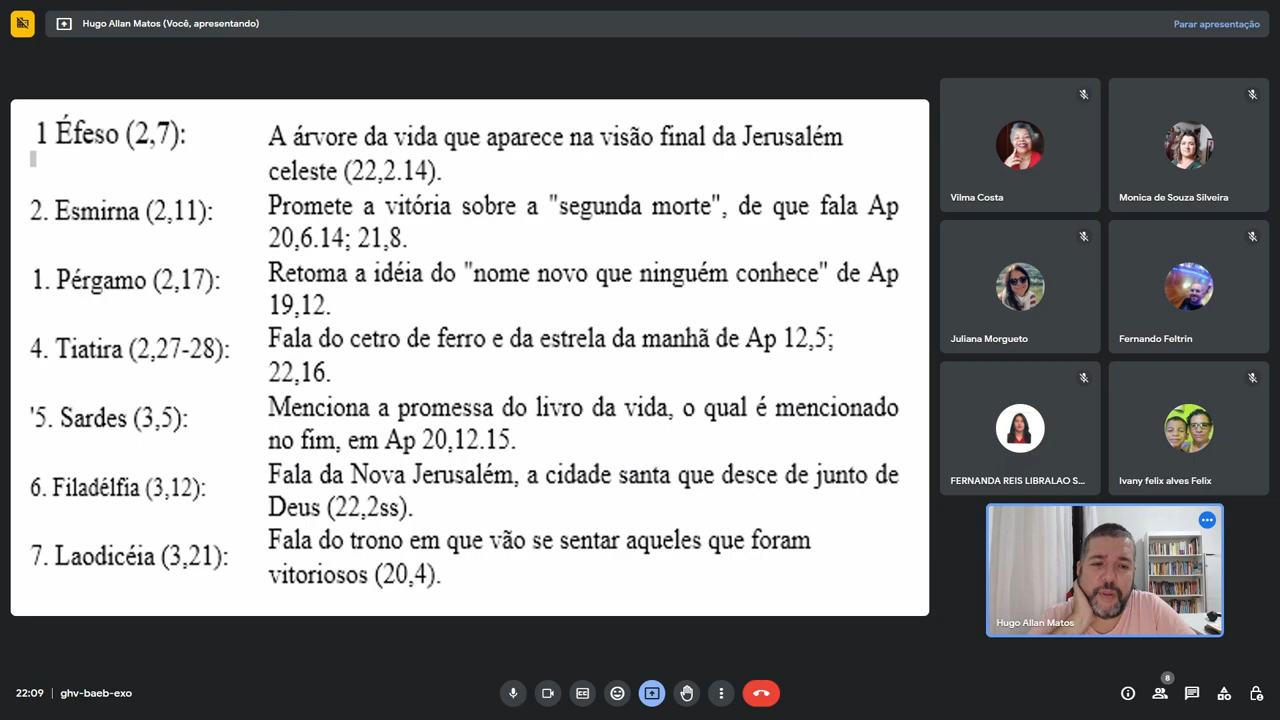 Hugo Allan Matos (Você, apresentando)
Parar apresentação
1 Éfeso (2,7):
A árvore da vida que aparece na visão final da Jerusalém
celeste (22,2.14).
2. Esmirna (2,11):
Promete a vitória sobre a "segunda morte", de que fala Ap
20,6.14; 21,8.
1. Pérgamo (2,17):
Retoma a idéia do "nome novo que ninguém conhece" de Ap
19,12.
4. Tiatira (2,27-28):
Fala do cetro de ferro e da estrela da manhã de Ap 12,5;
22,16.
'5. Sardes (3,5):
Menciona a promessa do livro da vida, o qual é mencionado
no fim, em Ap 20,12.15.
6. Filadélfia (3,12):
Fala da Nova Jerusalém, a cidade santa que desce de junto de
Deus (22,2ss).
7. Laodicéia (3,21):
Fala do trono em que vão se sentar aqueles que foram
vitoriosos (20,4).
Vilma Costa
Monica de Souza Silveira
Juliana Morgueto
Fernando Feltrin
FERNANDA REIS LIBRALAO S...
Ivany felix alves Felix
Hugo Allan Matos
22:09 | ghv-baeb-exo
8